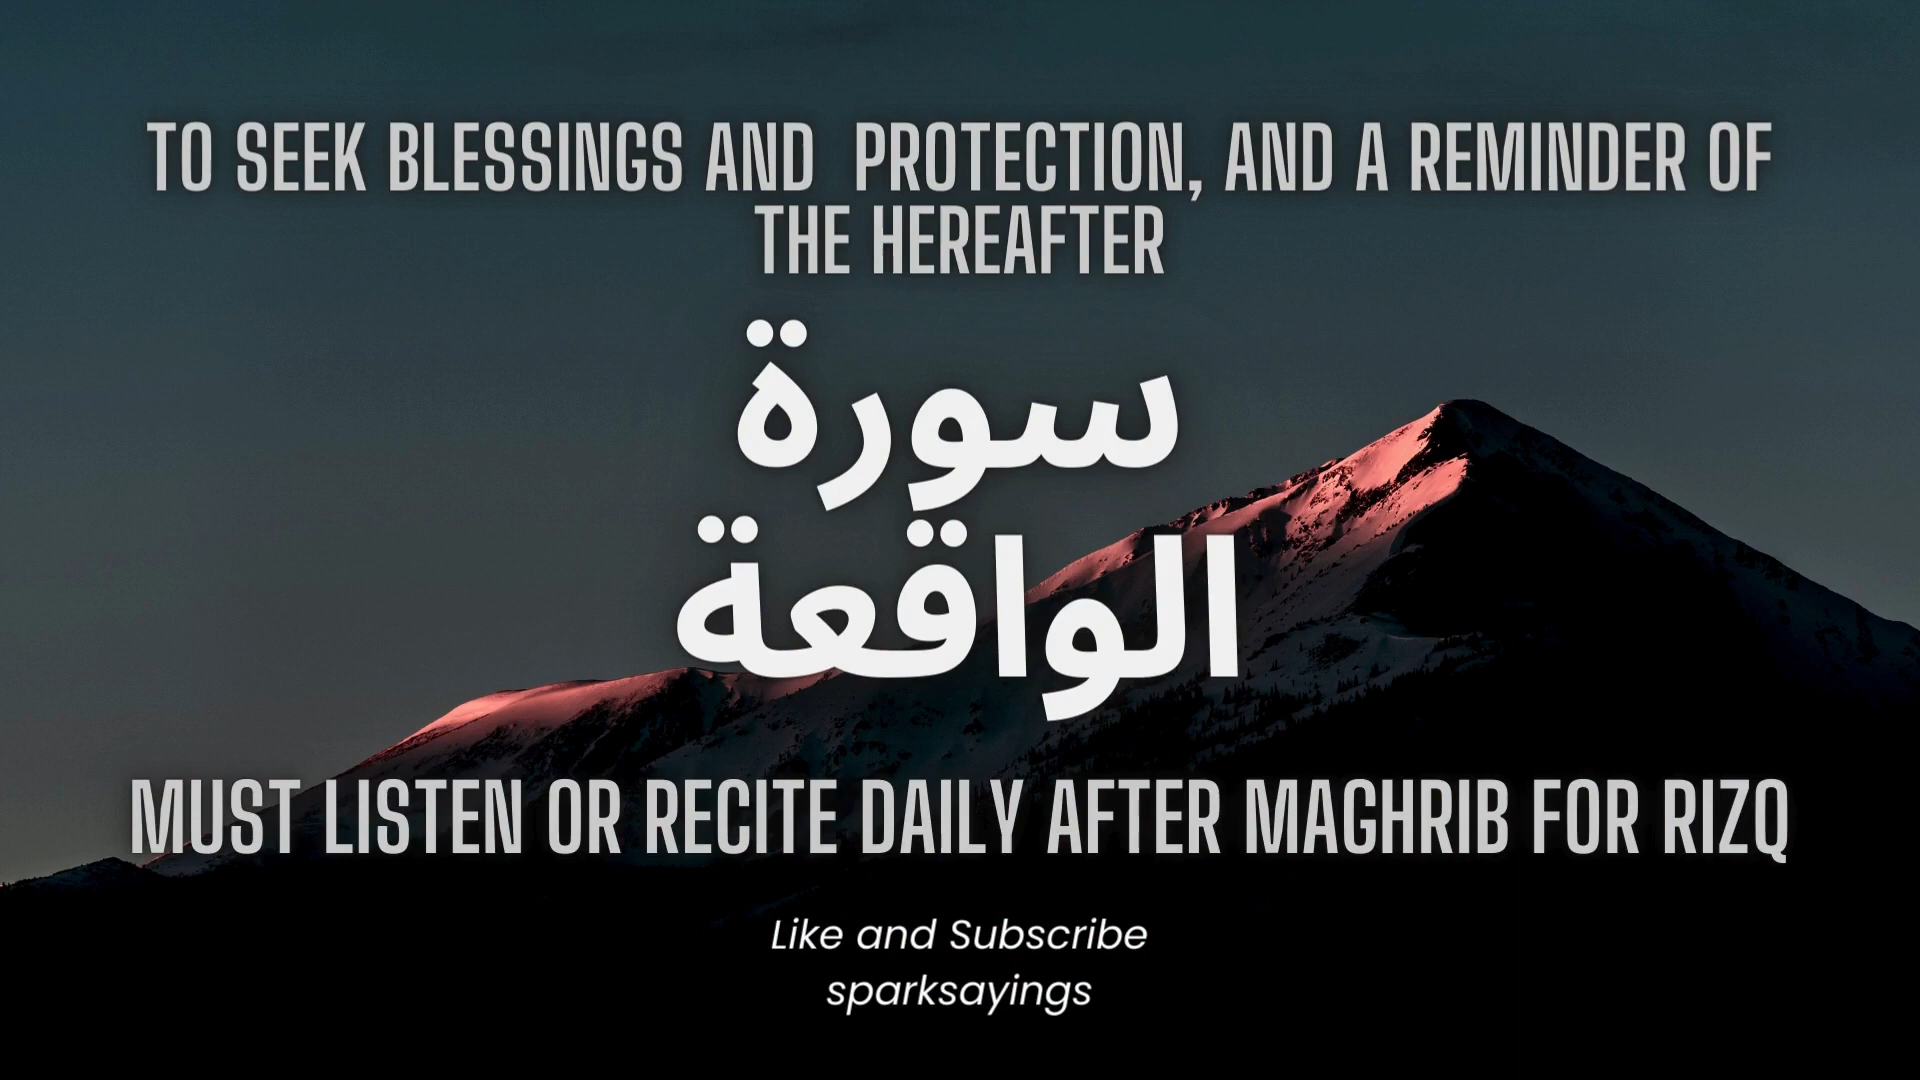 TO SEEK BLESSINGS AND PROTECTION, AND A REMINDER OF
THE HEREAFTER
سورة
الواقعة
MUST LISTEN OR RECITE DAILY AFTER MAGHRIB FOR RIZQ
Like and Subscribe
sparksayings